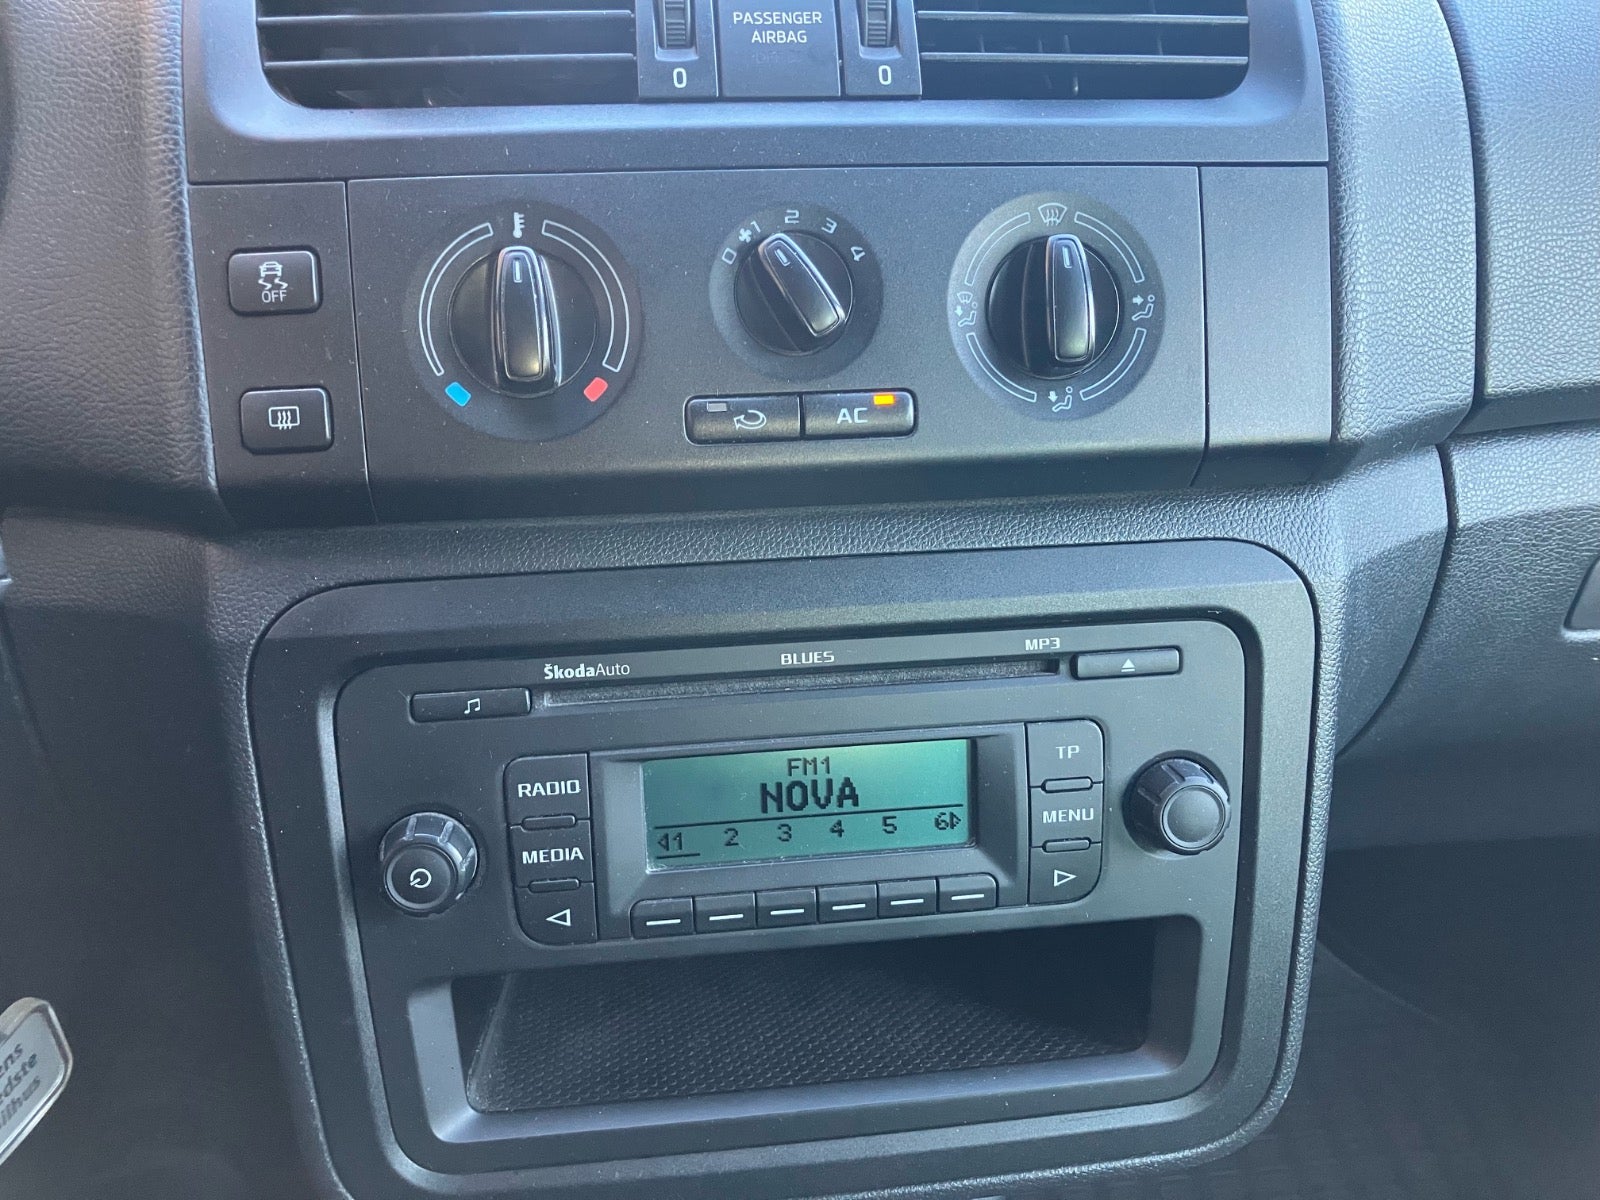 PASSENGER
AIRBAG
0
0
OFF
0 1 2 3 4
AC
ŠkodaAuto
BLUES
MP3
RADIO
MEDIA
FM1
NOVA
1 2 3 4 5 6
TP
MENU